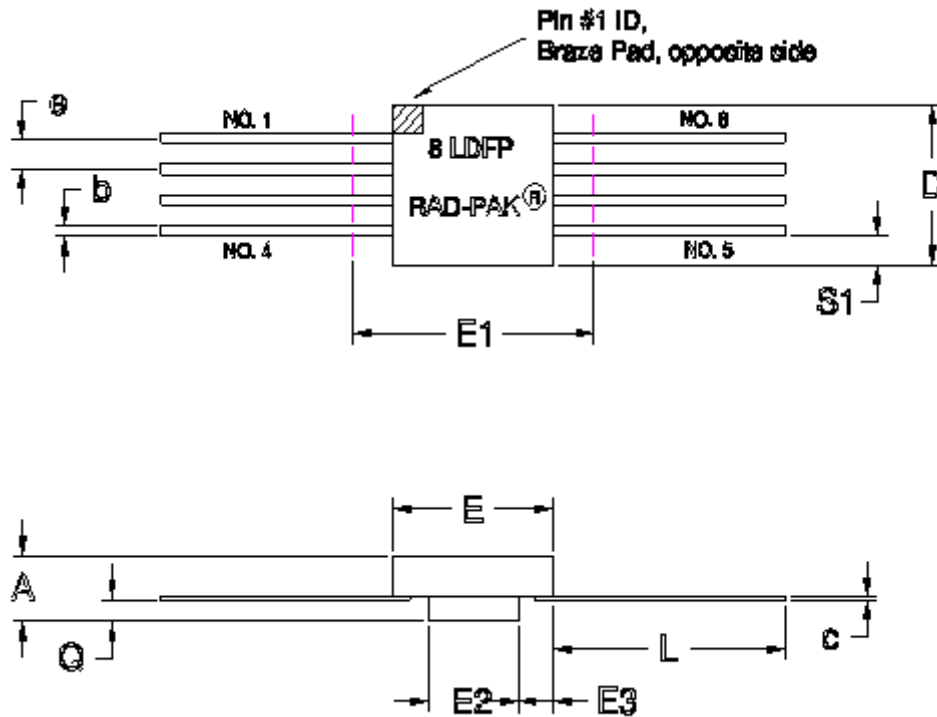 Pin #1 ID,
Braze Pad, opposite side
e
NO. 1
NO. 8
8 LDFP
D
b
RAD-PAK®
NO. 4
NO. 5
S1
E1
E
A
Q
L
c
E2
E3